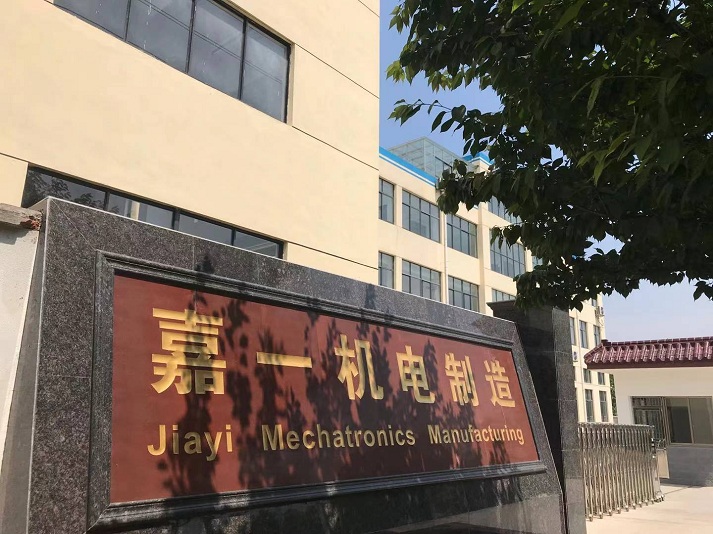 嘉一机电制造
Jiayi Mechatronics Manufacturing